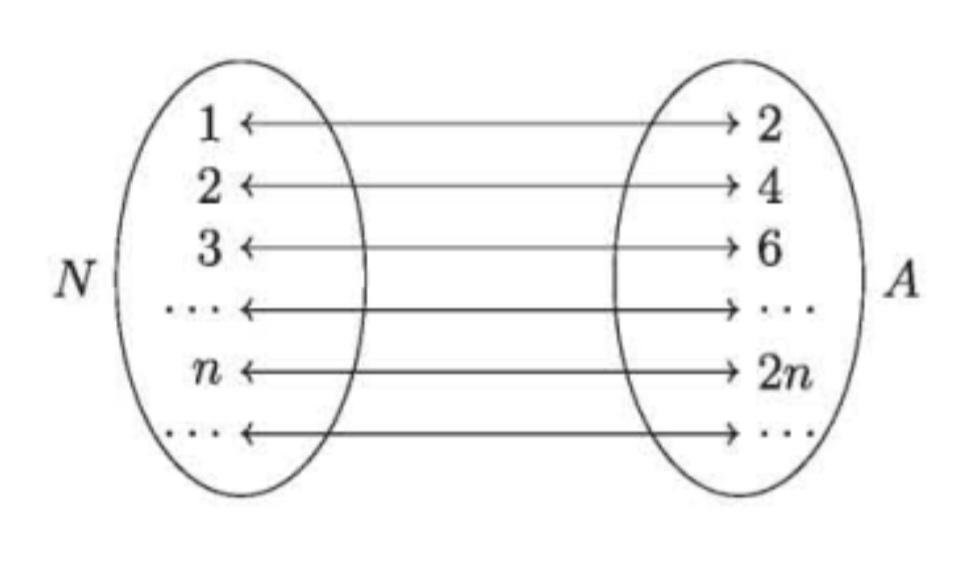 1 ↔ 2
2 ↔ 4
3 ↔ 6
N ⋯ ↔ ⋯ A
n ↔ 2n
⋯ ↔ ⋯